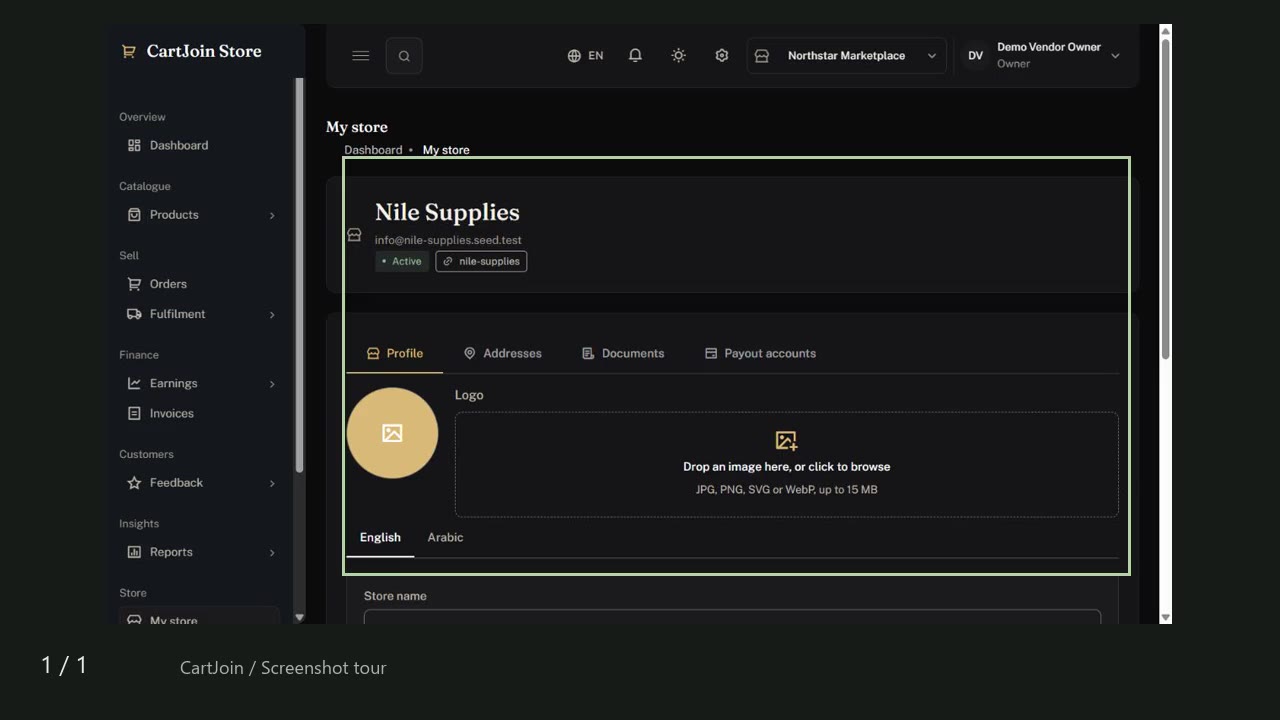 CartJoin Store
EN
Northstar Marketplace
DV
Demo Vendor Owner
Owner
Overview
Dashboard
Catalogue
Products
Sell
Orders
Fulfilment
Finance
Earnings
Invoices
Customers
Feedback
Insights
Reports
Store
My store
My store
Dashboard • My store
Nile Supplies
info@nile-supplies.seed.test
• Active
nile-supplies
Profile
Addresses
Documents
Payout accounts
Logo
Drop an image here, or click to browse
JPG, PNG, SVG or WebP, up to 15 MB
English
Arabic
Store name
1 / 1
CartJoin / Screenshot tour